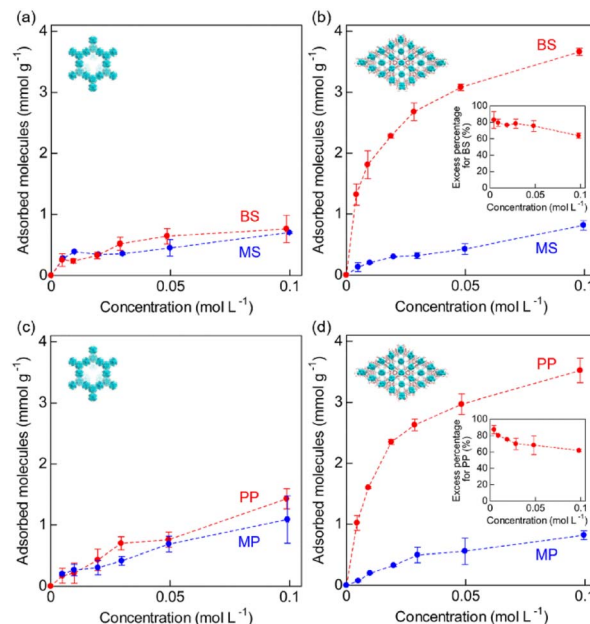 (a)
Adsorbed molecules (mmol g⁻¹)
4
3
2
1
0
BS
MS
0
0.05
0.1
Concentration (mol L⁻¹)
(b)
Adsorbed molecules (mmol g⁻¹)
4
3
2
1
0
BS
Excess percentage
for BS (%)
100
80
60
40
20
0
0.05
0.1
Concentration (mol L⁻¹)
MS
0
0.05
0.1
Concentration (mol L⁻¹)
(c)
Adsorbed molecules (mmol g⁻¹)
4
3
2
1
0
PP
MP
0
0.05
0.1
Concentration (mol L⁻¹)
(d)
Adsorbed molecules (mmol g⁻¹)
4
3
2
1
0
PP
Excess percentage
for PP (%)
100
80
60
40
20
0
0.05
0.1
Concentration (mol L⁻¹)
MP
0
0.05
0.1
Concentration (mol L⁻¹)